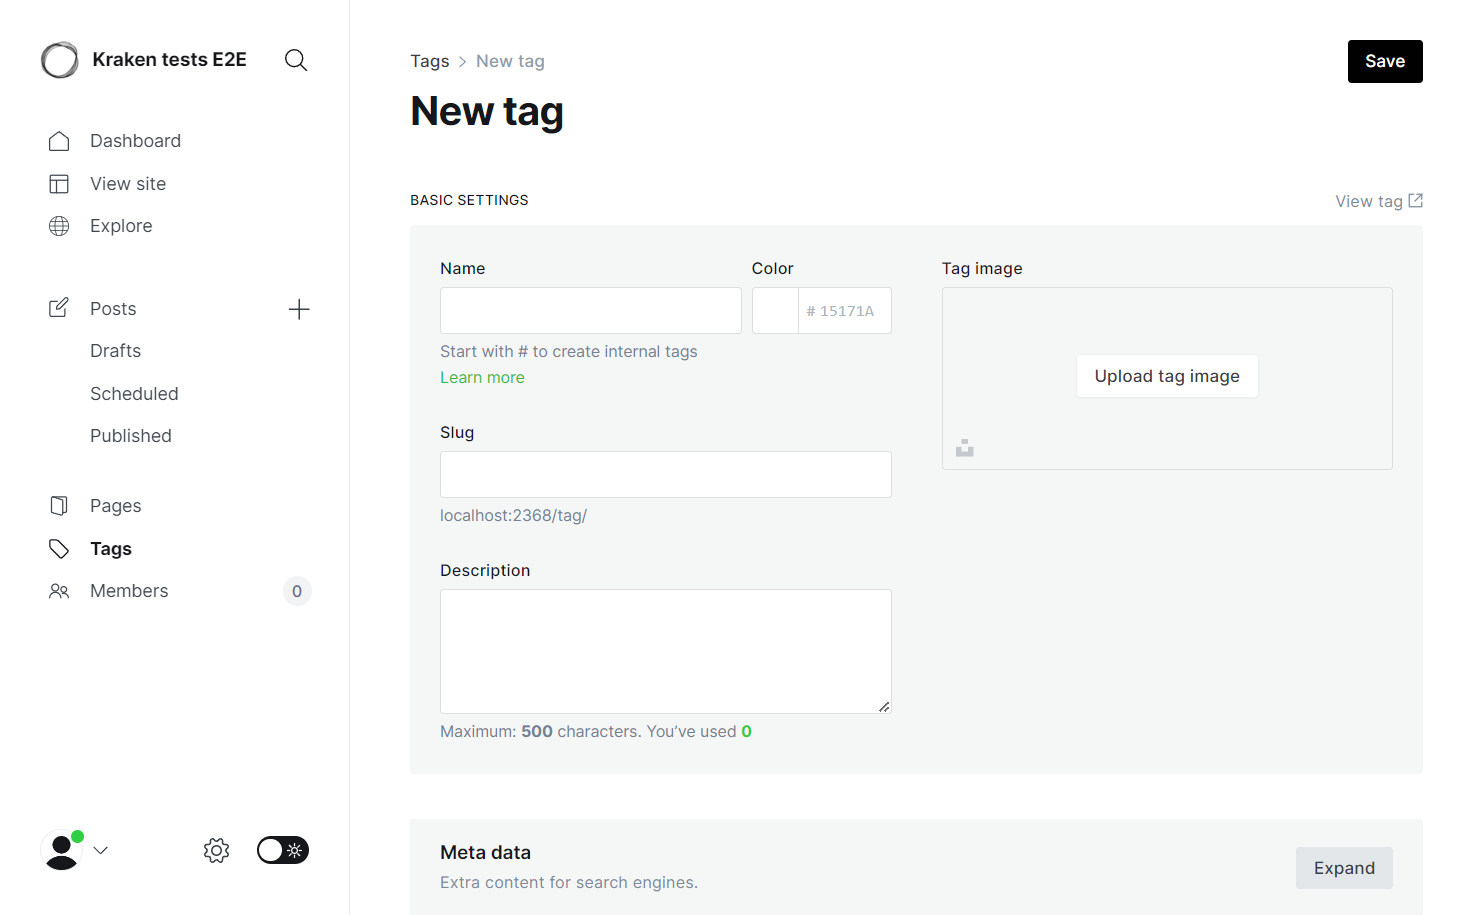 Kraken tests E2E
Dashboard
View site
Explore
Posts
Drafts
Scheduled
Published
Pages
Tags
Members
0
Tags > New tag
Save
New tag
BASIC SETTINGS
View tag
Name
Color
Tag image
# 15171A
Start with # to create internal tags
Learn more
Upload tag image
Slug
localhost:2368/tag/
Description
Maximum: 500 characters. You’ve used 0
Meta data
Extra content for search engines.
Expand